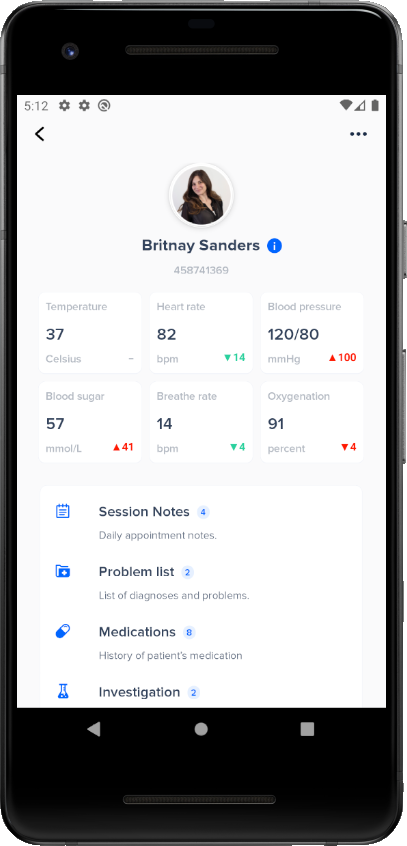 5:12
Britnay Sanders
458741369
Temperature Heart rate Blood pressure
37 82 120/80
Celsius – bpm ▼14 mmHg ▲100
Blood sugar Breathe rate Oxygenation
57 14 91
mmol/L ▲41 bpm ▼4 percent ▼4
Session Notes 4
Daily appointment notes.
Problem list 2
List of diagnoses and problems.
Medications 8
History of patient's medication
Investigation 2